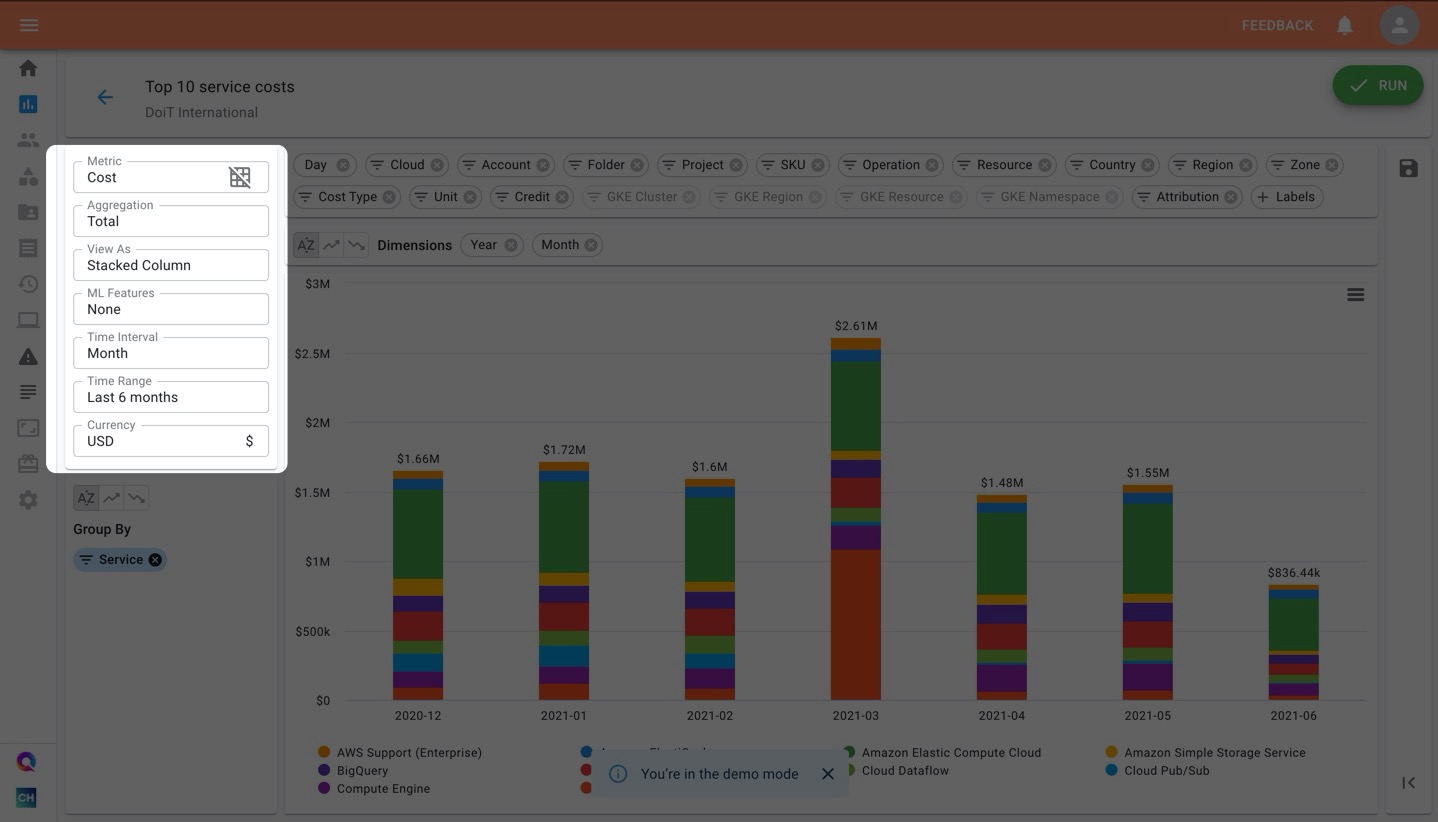 FEEDBACK
Top 10 service costs
DoiT International
RUN
Metric
Cost
Aggregation
Total
View As
Stacked Column
ML Features
None
Time Interval
Month
Time Range
Last 6 months
Currency
USD $
Day Cloud Account Folder Project SKU Operation Resource Country Region Zone
Cost Type Unit Credit GKE Cluster GKE Region GKE Resource GKE Namespace Attribution + Labels
AZ Dimensions Year Month
AZ
Group By
Service
$3M
$2.5M
$2M
$1.5M
$1M
$500k
$0
$1.66M
$1.72M
$1.6M
$2.61M
$1.48M
$1.55M
$836.44k
2020-12 2021-01 2021-02 2021-03 2021-04 2021-05 2021-06
AWS Support (Enterprise) Amazon Elastic Compute Cloud Amazon Simple Storage Service
BigQuery Cloud Dataflow Cloud Pub/Sub
Compute Engine
You're in the demo mode
CH